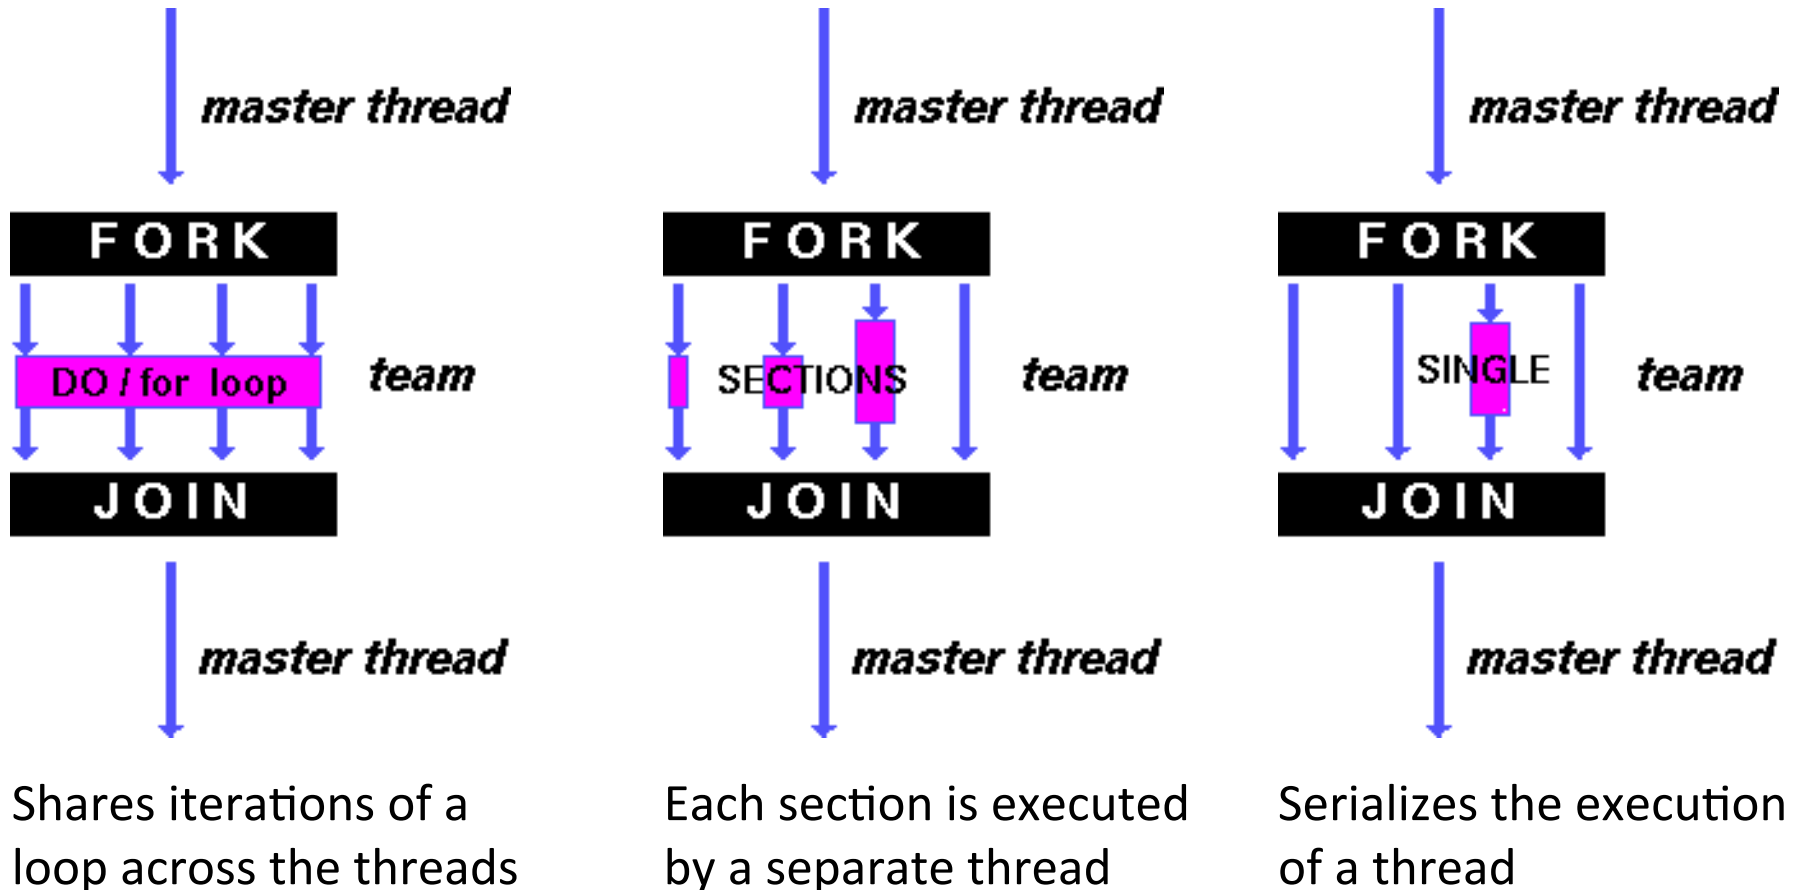 master thread
FORK
DO / for loop
team
JOIN
master thread
Shares iterations of a
loop across the threads
master thread
FORK
SECTIONS
team
JOIN
master thread
Each section is executed
by a separate thread
master thread
FORK
SINGLE
team
JOIN
master thread
Serializes the execution
of a thread